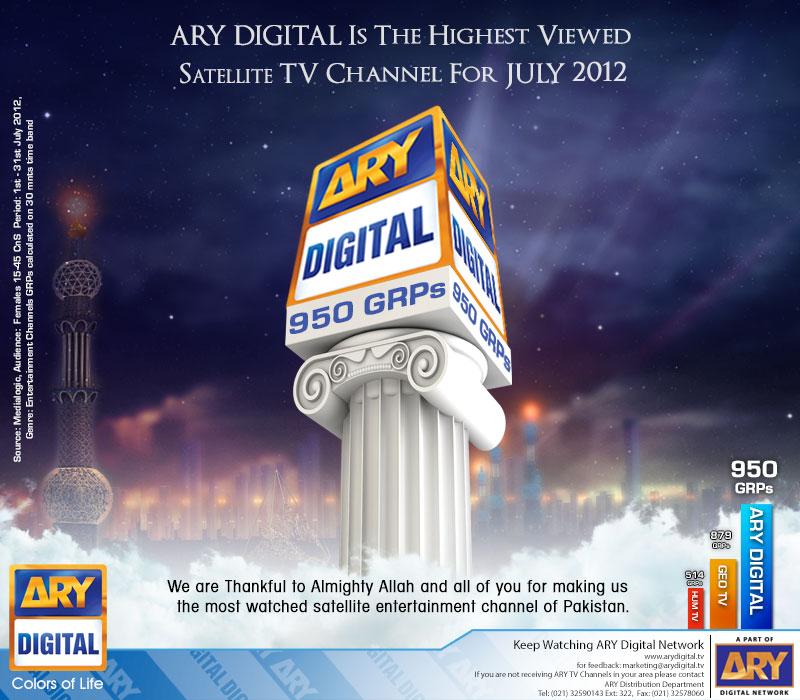 ARY DIGITAL IS THE HIGHEST VIEWED
SATELLITE TV CHANNEL FOR JULY 2012
Source: Medialogic, Audience: Females 15-45 CnS Period: 1st - 31st July 2012,
Genre: Entertainment Channels GRPs calculated on 30 mnts time band
ARY
DIGITAL
950 GRPs
ARY
DIGITAL
950 GRPs
950
GRPs
ARY DIGITAL
879
GRPs
GEO TV
514
GRPs
HUM TV
We are Thankful to Almighty Allah and all of you for making us
the most watched satellite entertainment channel of Pakistan.
ARY
DIGITAL
Colors of Life
DIGITAL
ARY
DIGITAL
ARY
Keep Watching ARY Digital Network
www.arydigital.tv
for feedback: marketing@arydigital.tv
If you are not receiving ARY TV Channels in your area please contact
ARY Distribution Department
Tel: (021) 32590143 Ext: 322, Fax: (021) 32578060
A PART OF
ARY
DIGITAL NETWORK